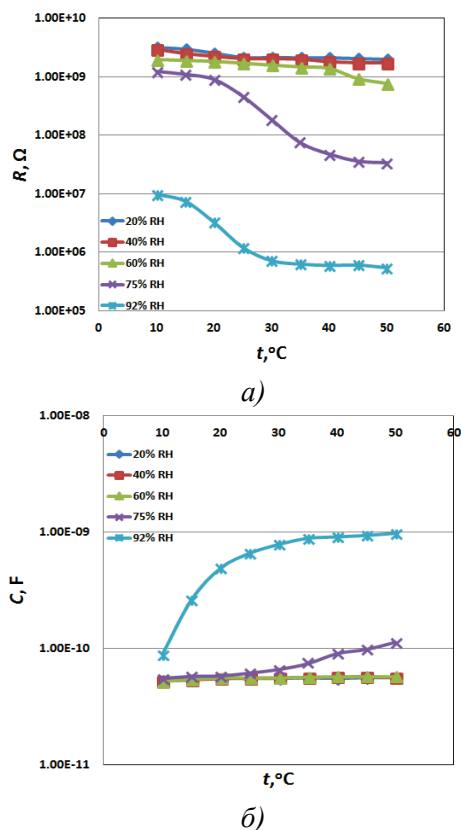 1.00E+10
1.00E+09
1.00E+08
1.00E+07
1.00E+06
1.00E+05
R, Ω
20% RH
40% RH
60% RH
75% RH
92% RH
0 10 20 30 40 50 60
t,°C
а)
1.00E-08
1.00E-09
1.00E-10
1.00E-11
C, F
0 10 20 30 40 50 60
20% RH
40% RH
60% RH
75% RH
92% RH
t,°C
б)